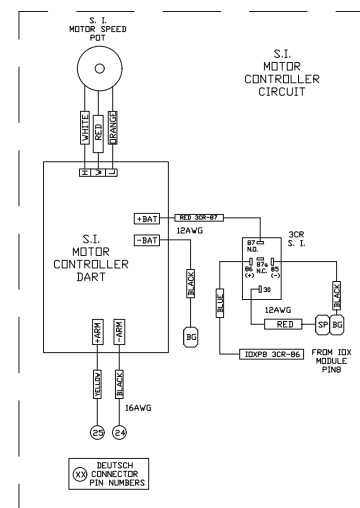 S. I.
MOTOR SPEED
POT
S.I.
MOTOR
CONTROLLER
CIRCUIT
WHITE
RED
ORANGE
H
W
L
+BAT
RED 3CR-87
12AWG
-BAT
S.I.
MOTOR
CONTROLLER
DART
BLACK
BG
87
N.O.
3CR
S. I.
86
(+)
87a
N.C.
85
(-)
30
BLUE
BLACK
12AWG
RED
SP
BG
IOXP8 3CR-86
FROM IOX
MODULE
PIN8
+ARM
-ARM
YELLOW
BLACK
16AWG
25
24
XX
DEUTSCH
CONNECTOR
PIN NUMBERS